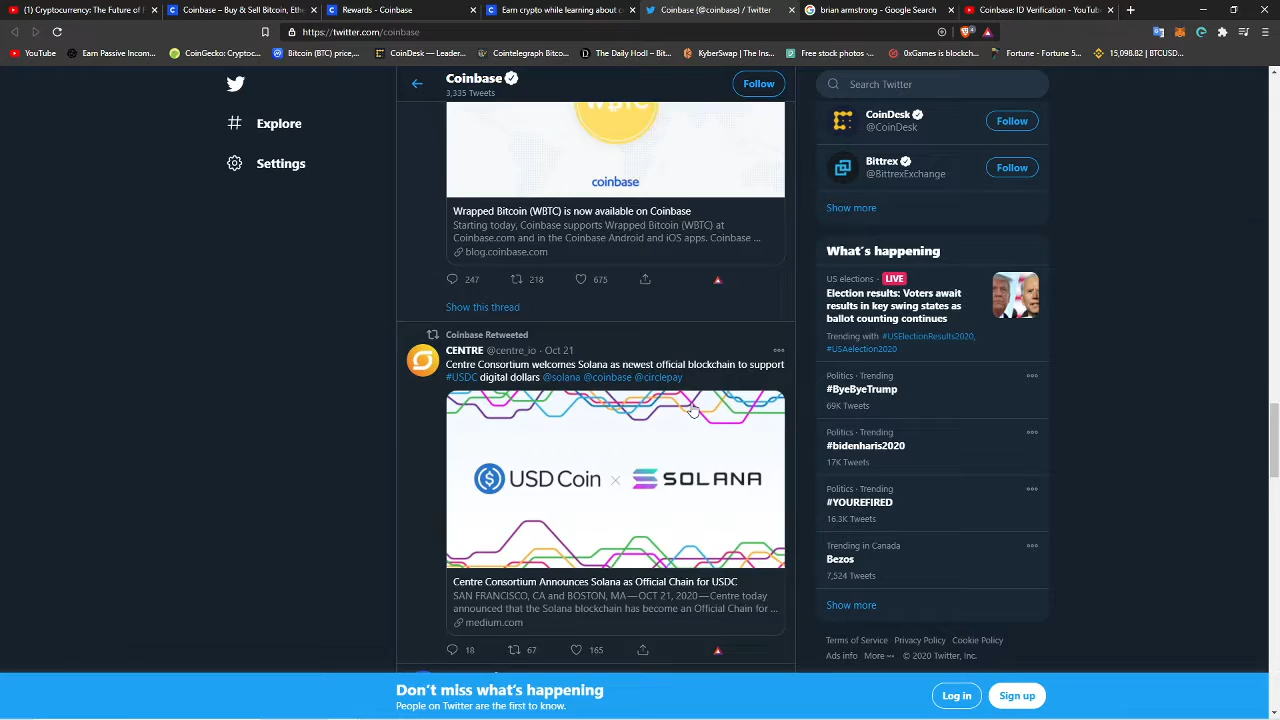 (1) Cryptocurrency: The Future of F
Coinbase – Buy & Sell Bitcoin, Ethe
Rewards - Coinbase
Earn crypto while learning about c
Coinbase (@coinbase) / Twitter
brian armstrong - Google Search
Coinbase ID Verification - YouTube
https://twitter.com/coinbase
YouTube
Earn Passive Incom...
CoinGecko: Crypto...
Bitcoin (BTC) price,...
CoinDesk — Learn...
Cointelegraph Bitco...
The Daily Hodl – Bi...
KyberSwap | The Ins...
Free stock photos ·...
0xGames is blockch...
Fortune - Fortune 5...
15,098.82 | BTCUSD...
Coinbase
3,335 Tweets
Follow
Search Twitter
Explore
Settings
coinbase
Wrapped Bitcoin (WBTC) is now available on Coinbase
Starting today, Coinbase supports Wrapped Bitcoin (WBTC) at
Coinbase.com and in the Coinbase Android and iOS apps. Coinbase ...
blog.coinbase.com
247 218 675
Show this thread
Coinbase Retweeted
CENTRE @centre_io · Oct 21
Centre Consortium welcomes Solana as newest official blockchain to support
#USDC digital dollars @solana @coinbase @circlepay
USD Coin × SOLANA
Centre Consortium Announces Solana as Official Chain for USDC
SAN FRANCISCO, CA and BOSTON, MA — OCT 21, 2020 — Centre today
announced that the Solana blockchain has become an Official Chain for ...
medium.com
18 67 165
CoinDesk
@CoinDesk
Follow
Bittrex
@BittrexExchange
Follow
Show more
What's happening
US elections · LIVE
Election results: Voters await
results in key swing states as
ballot counting continues
Trending with #USElectionResults2020,
#USAelection2020
Politics · Trending
#ByeByeTrump
69K Tweets
Politics · Trending
#bidenharis2020
17K Tweets
Politics · Trending
#YOUREFIRED
16.3K Tweets
Trending in Canada
Bezos
7,524 Tweets
Show more
Terms of Service Privacy Policy Cookie Policy
Ads info More ••• © 2020 Twitter, Inc.
Don't miss what's happening
People on Twitter are the first to know.
Log in
Sign up